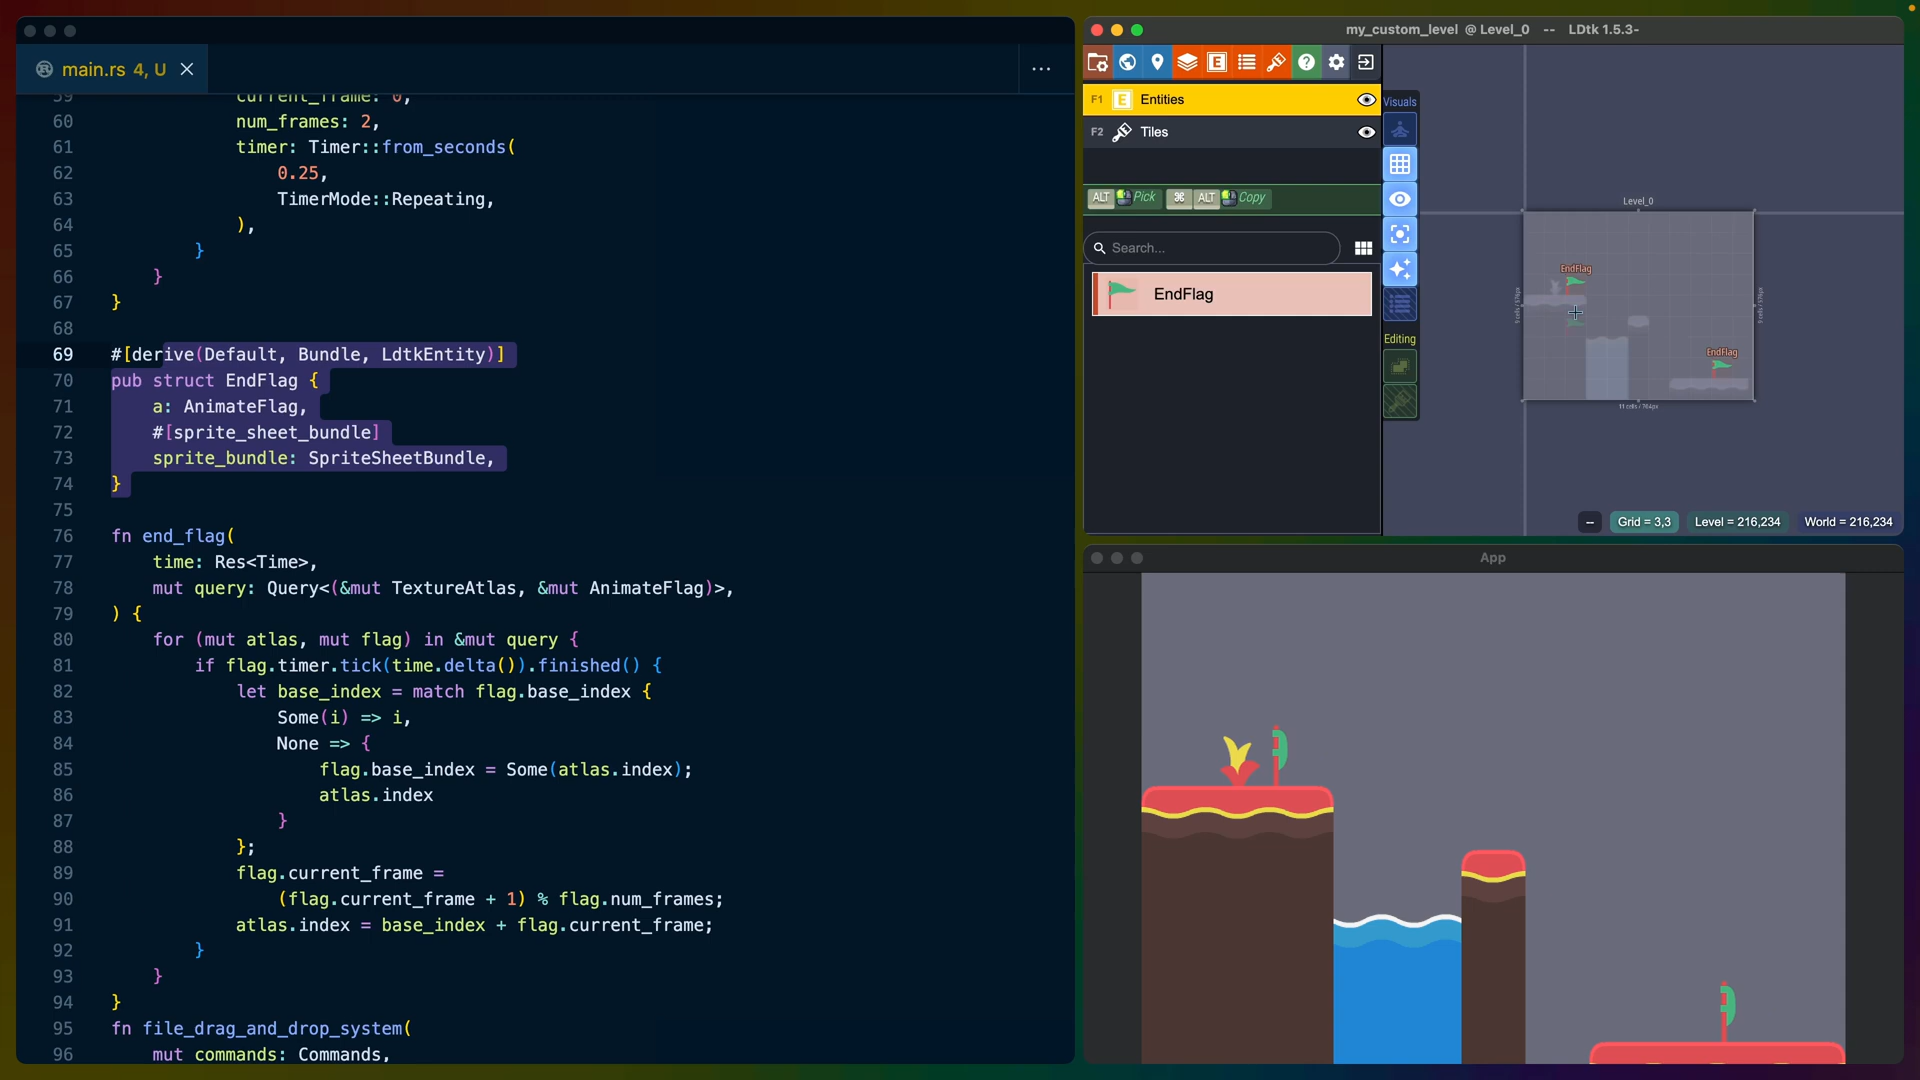 main.rs 4, U
59 current_frame: 0,
60 num_frames: 2,
61 timer: Timer::from_seconds(
62 0.25,
63 TimerMode::Repeating,
64 ),
65 }
66 }
67 }
68
69 #[derive(Default, Bundle, LdtkEntity)]
70 pub struct EndFlag {
71 a: AnimateFlag,
72 #[sprite_sheet_bundle]
73 sprite_bundle: SpriteSheetBundle,
74 }
75
76 fn end_flag(
77 time: Res<Time>,
78 mut query: Query<(&mut TextureAtlas, &mut AnimateFlag)>,
79 ) {
80 for (mut atlas, mut flag) in &mut query {
81 if flag.timer.tick(time.delta()).finished() {
82 let base_index = match flag.base_index {
83 Some(i) => i,
84 None => {
85 flag.base_index = Some(atlas.index);
86 atlas.index
87 }
88 };
89 flag.current_frame =
90 (flag.current_frame + 1) % flag.num_frames;
91 atlas.index = base_index + flag.current_frame;
92 }
93 }
94 }
95 fn file_drag_and_drop_system(
96 mut commands: Commands,
my_custom_level @ Level_0 -- LDtk 1.5.3-
F1 E Entities
F2 Tiles
ALT Pick ⌘ ALT Copy
Search...
EndFlag
Visuals
Editing
Level_0
EndFlag
EndFlag
-- Grid = 3,3 Level = 216,234 World = 216,234
App